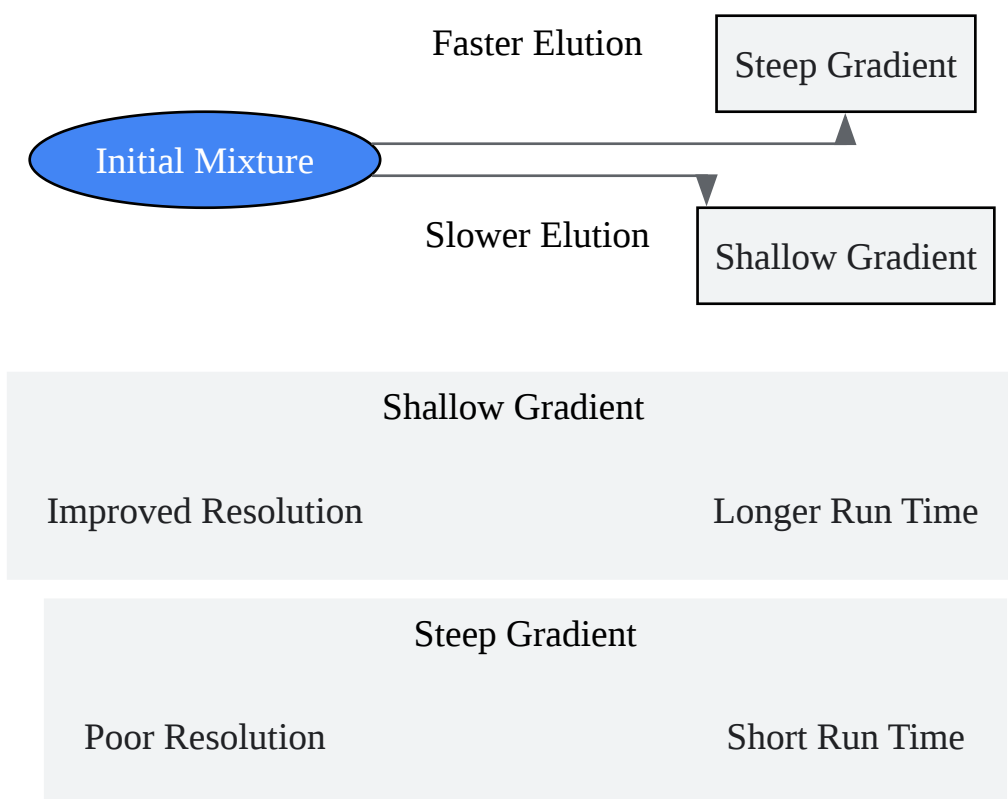 Faster Elution
Steep Gradient
Initial Mixture
Slower Elution
Shallow Gradient
Shallow Gradient
Improved Resolution
Longer Run Time
Steep Gradient
Poor Resolution
Short Run Time